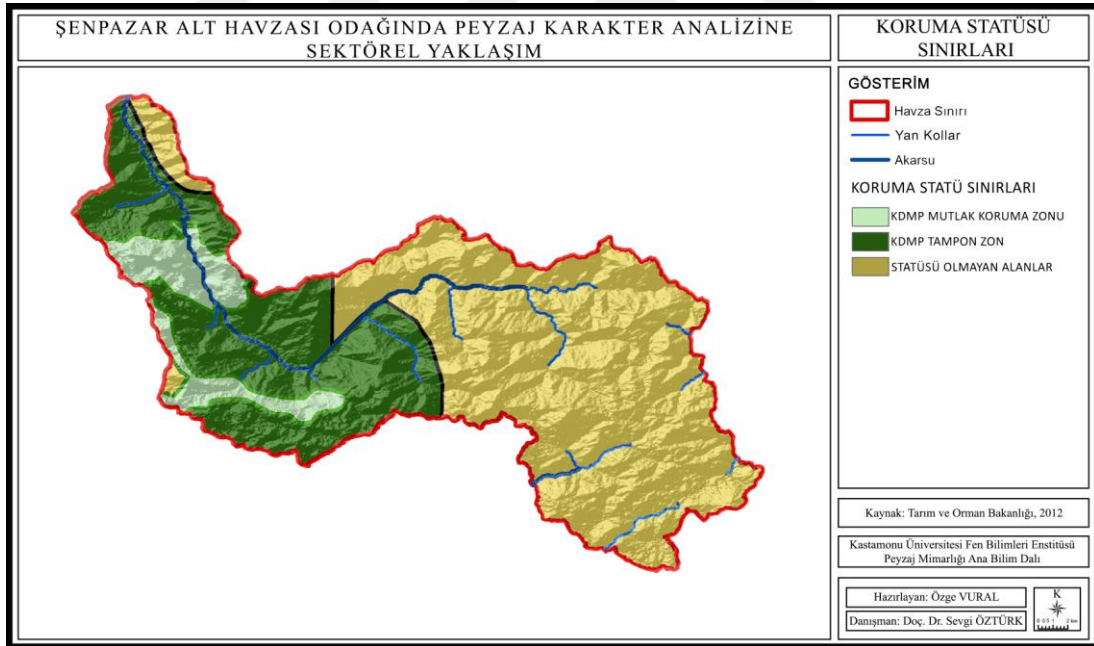 ŞENPAZAR ALT HAVZASI ODAĞINDA PEYZAJ KARAKTER ANALİZİNE
SEKTÖREL YAKLAŞIM
KORUMA STATÜSÜ
SINIRLARI
GÖSTERİM
Havza Sınırı
Yan Kollar
Akarsu
KORUMA STATÜ SINIRLARI
KDMP MUTLAK KORUMA ZONU
KDMP TAMPON ZON
STATÜSÜ OLMAYAN ALANLAR
Kaynak: Tarım ve Orman Bakanlığı, 2012
Kastamonu Üniversitesi Fen Bilimleri Enstitüsü
Peyzaj Mimarlığı Ana Bilim Dalı
Hazırlayan: Özge VURAL
Danışman: Doç. Dr. Sevgi ÖZTÜRK
K
2 km